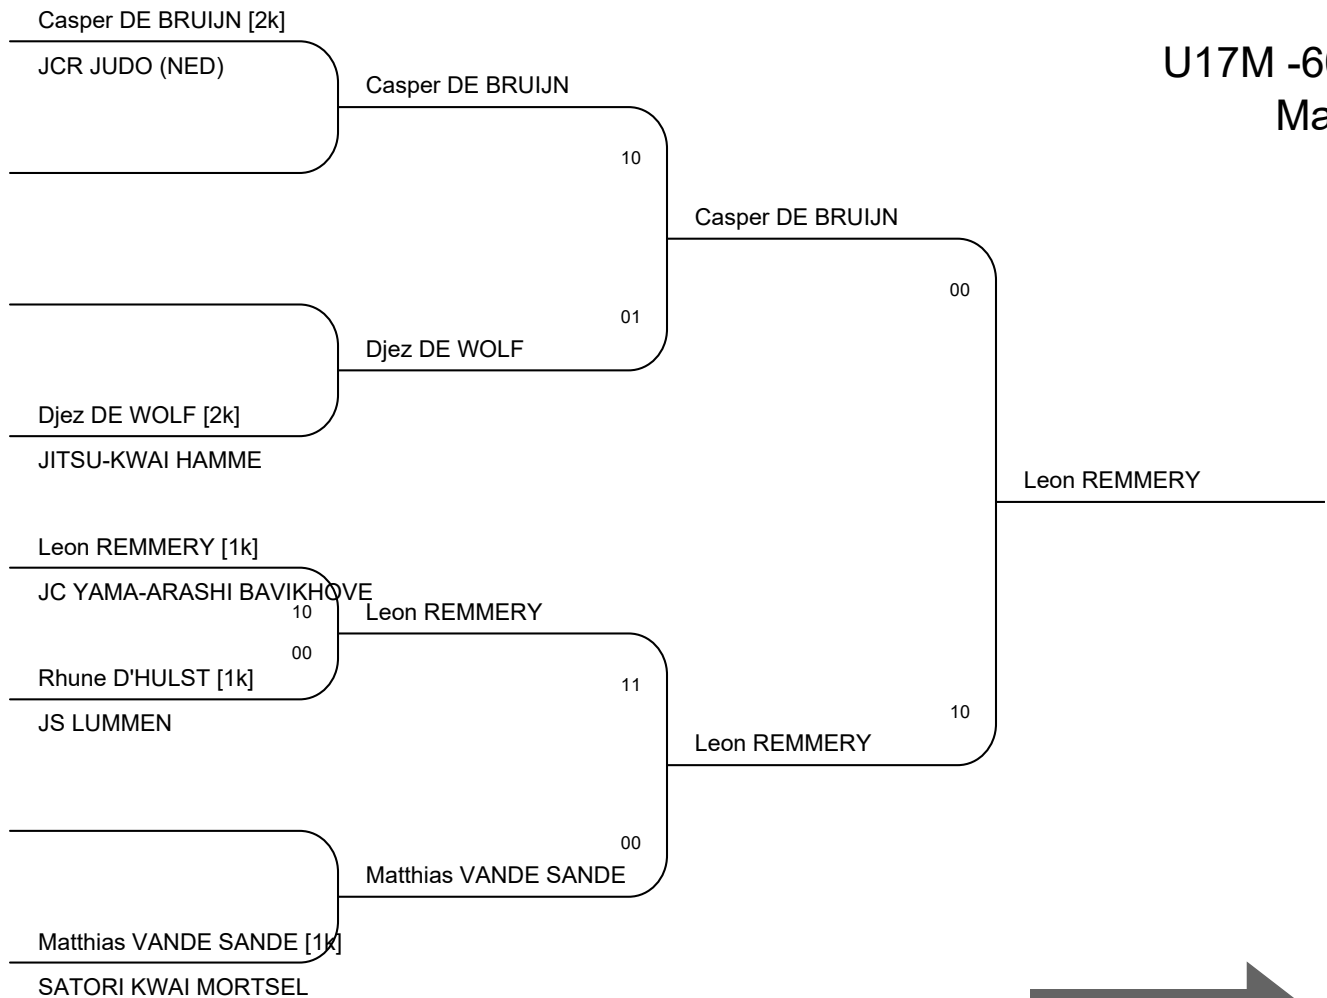 Casper DE BRUIJN [2k]
JCR JUDO (NED)
U17M -6
Ma
Casper DE BRUIJN
10
Casper DE BRUIJN
00
01
Djez DE WOLF
Djez DE WOLF [2k]
JITSU-KWAI HAMME
Leon REMMERY
Leon REMMERY [1k]
JC YAMA-ARASHI BAVIKHOVE
10
Leon REMMERY
00
Rhune D'HULST [1k]
JS LUMMEN
11
10
Leon REMMERY
00
Matthias VANDE SANDE
Matthias VANDE SANDE [1k]
SATORI KWAI MORTSEL